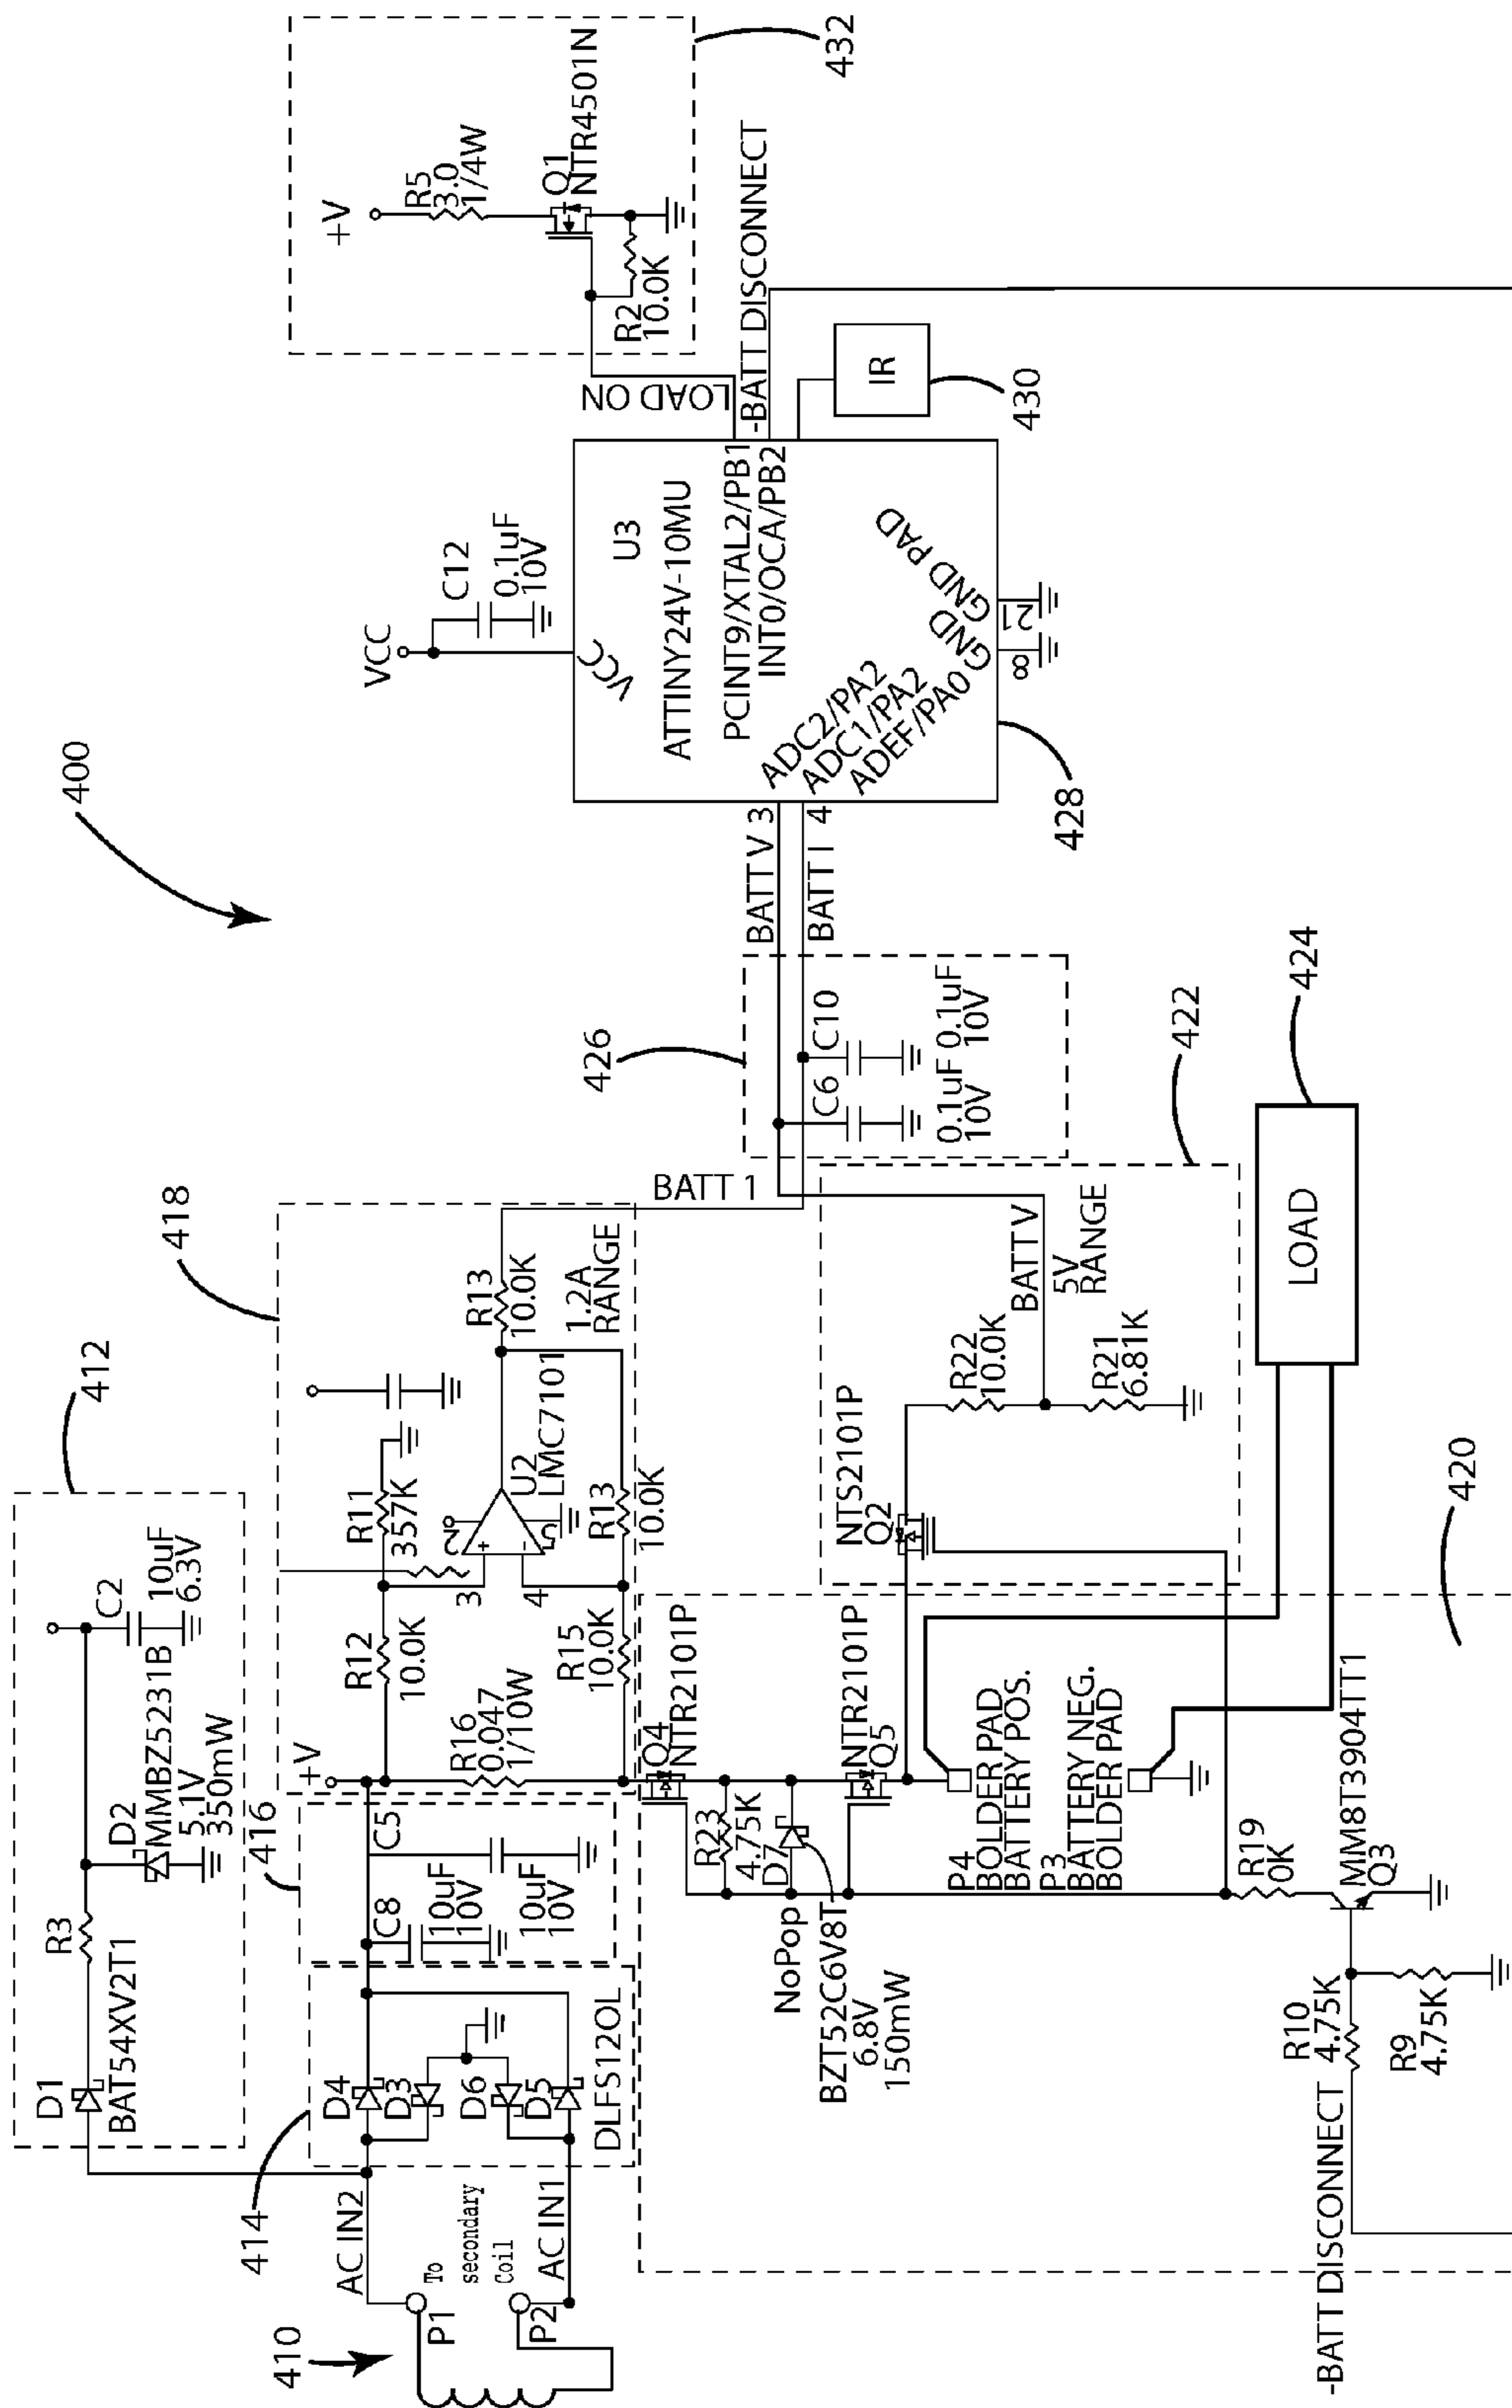 400
412
D1
BAT54XV2T1
R3
D2
MMBZ5231B
5.1V
350mW
C2
10uF
6.3V
410
P1
P2
To
secondary
Coil
AC IN2
AC IN1
414
D4
D3
D6
D5
DLFS12OL
416
C8
10uF
10V
C5
10uF
10V
418
+V
R12
10.0K
R11
357K
R16
0.047
1/10W
R15
10.0K
3
4
2
5
U2
LMC7101
R13
10.0K
R13
10.0K
1.2A
RANGE
BATT 1
420
Q4
NTR2101P
R23
4.75K
D7
NoPop
BZT52C6V8T
6.8V
150mW
NTR2101P
Q5
P4
BOLDER PAD
BATTERY POS.
P3
BATTERY NEG.
BOLDER PAD
R19
0K
MM8T3904TT1
Q3
R10
4.75K
R9
4.75K
-BATT DISCONNECT
422
NTS2101P
Q2
R22
10.0K
R21
6.81K
BATT V
5V
RANGE
424
LOAD
426
C6
0.1uF
10V
C10
0.1uF
10V
BATT V
3
BATT I
4
428
VCC
C12
0.1uF
10V
VCC
U3
ATTINY24V-10MU
PCINT9/XTAL2/PB1
INT0/OCA/PB2
ADC2/PA2
ADC1/PA2
ADEF/PA0
GND
GND PAD
8
21
LOAD ON
-BATT DISCONNECT
IR
430
432
+V
R5
3.0
1/4W
Q1
NTR4501N
R2
10.0K